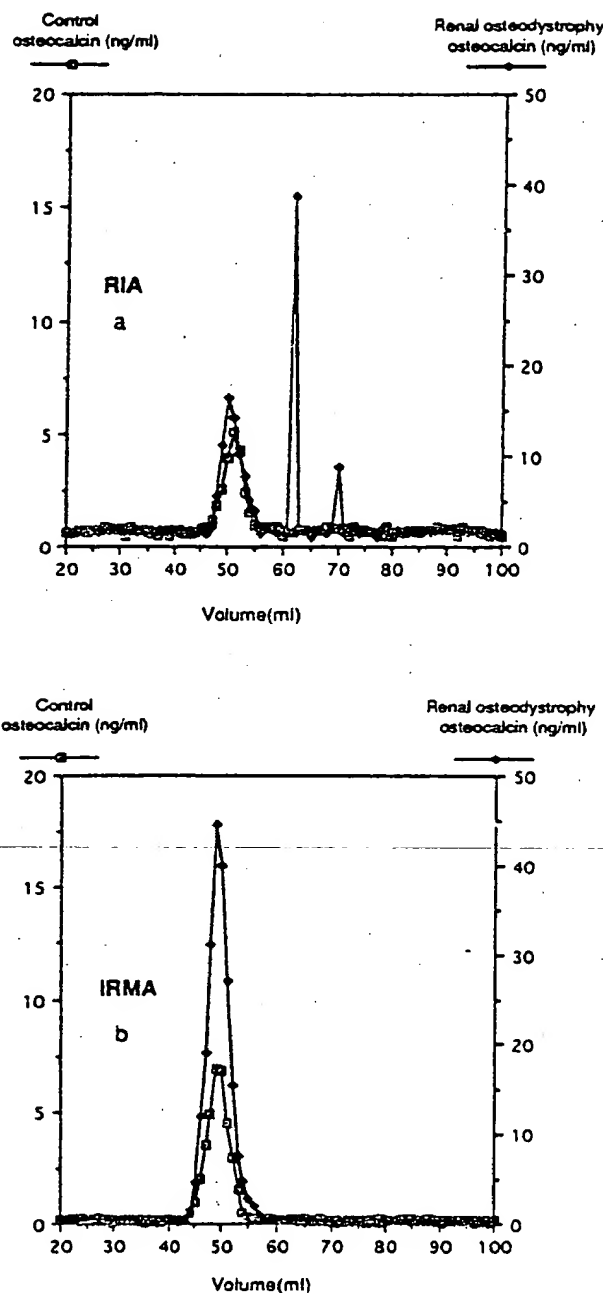 Control
osteocalcin (ng/ml)
Renal osteodystrophy
osteocalcin (ng/ml)
20
15
10
5
0
50
40
30
20
10
0
RIA
a
20 30 40 50 60 70 80 90 100
Volume(ml)
Control
osteocalcin (ng/ml)
Renal osteodystrophy
osteocalcin (ng/ml)
20
15
10
5
0
50
40
30
20
10
0
IRMA
b
20 30 40 50 60 70 80 90 100
Volume(ml)